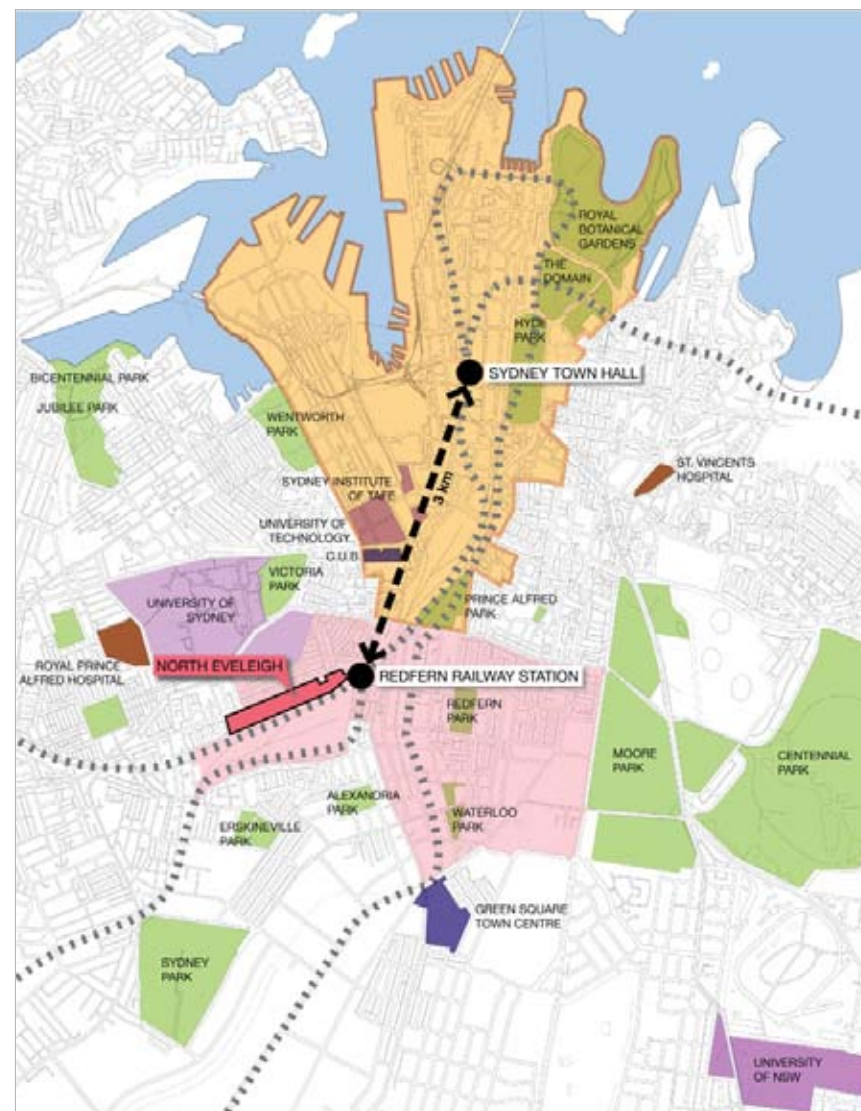 ROYAL
BOTANICAL
GARDENS
THE
DOMAIN
HYDE
PARK
SYDNEY TOWN HALL
BICENTENNIAL PARK
JUBILEE PARK
WENTWORTH
PARK
ST. VINCENTS
HOSPITAL
SYDNEY INSTITUTE
OF TAFE
3 km
UNIVERSITY OF
TECHNOLOGY
C.U.B.
VICTORIA
PARK
UNIVERSITY OF
SYDNEY
PRINCE ALFRED
PARK
ROYAL PRINCE
ALFRED HOSPITAL
NORTH EVELEIGH
REDFERN RAILWAY STATION
REDFERN
PARK
MOORE
PARK
CENTENNIAL
PARK
ALEXANDRIA
PARK
WATERLOO
PARK
ERSKINEVILLE
PARK
GREEN SQUARE
TOWN CENTRE
SYDNEY
PARK
UNIVERSITY
OF NSW